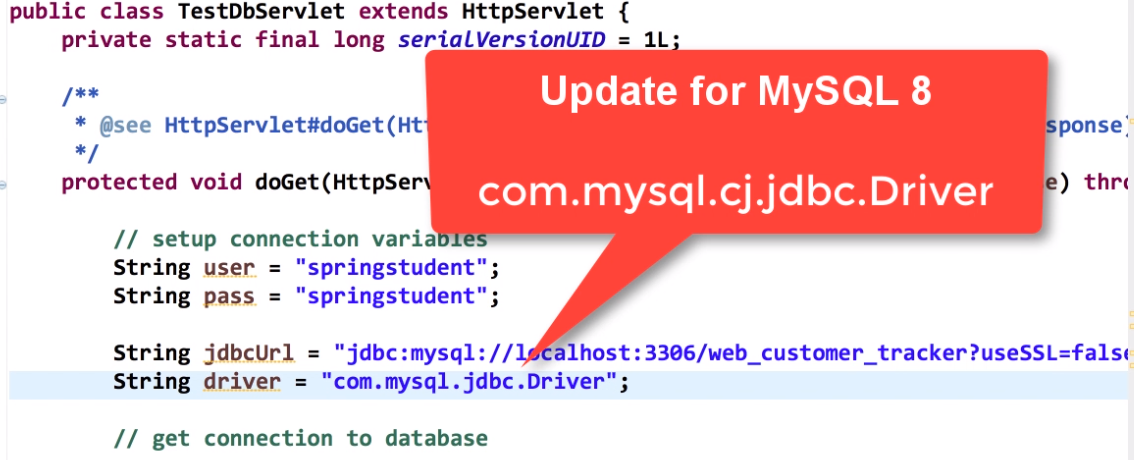 public class TestDbServlet extends HttpServlet {
private static final long serialVersionUID = 1L;
Update for MySQL 8
com.mysql.cj.jdbc.Driver
/**
* @see HttpServlet#doGet(Ht sponse)
*/
protected void doGet(HttpServ e) thro
// setup connection variables
String user = "springstudent";
String pass = "springstudent";
String jdbcUrl = "jdbc:mysql://localhost:3306/web_customer_tracker?useSSL=false
String driver = "com.mysql.jdbc.Driver";
// get connection to database